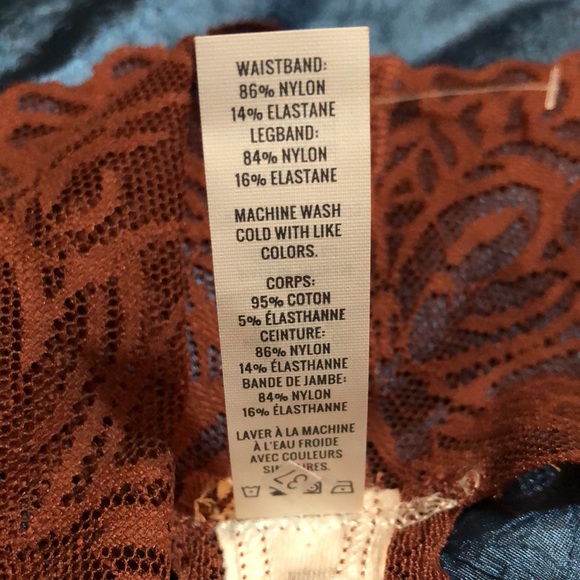 WAISTBAND:
86% NYLON
14% ELASTANE
LEGBAND:
84% NYLON
16% ELASTANE
MACHINE WASH
COLD WITH LIKE
COLORS.
CORPS:
95% COTON
5% ÉLASTHANNE
CEINTURE:
86% NYLON
14% ÉLASTHANNE
BANDE DE JAMBE:
84% NYLON
16% ÉLASTHANNE
LAVER À LA MACHINE
À L'EAU FROIDE
AVEC COULEURS